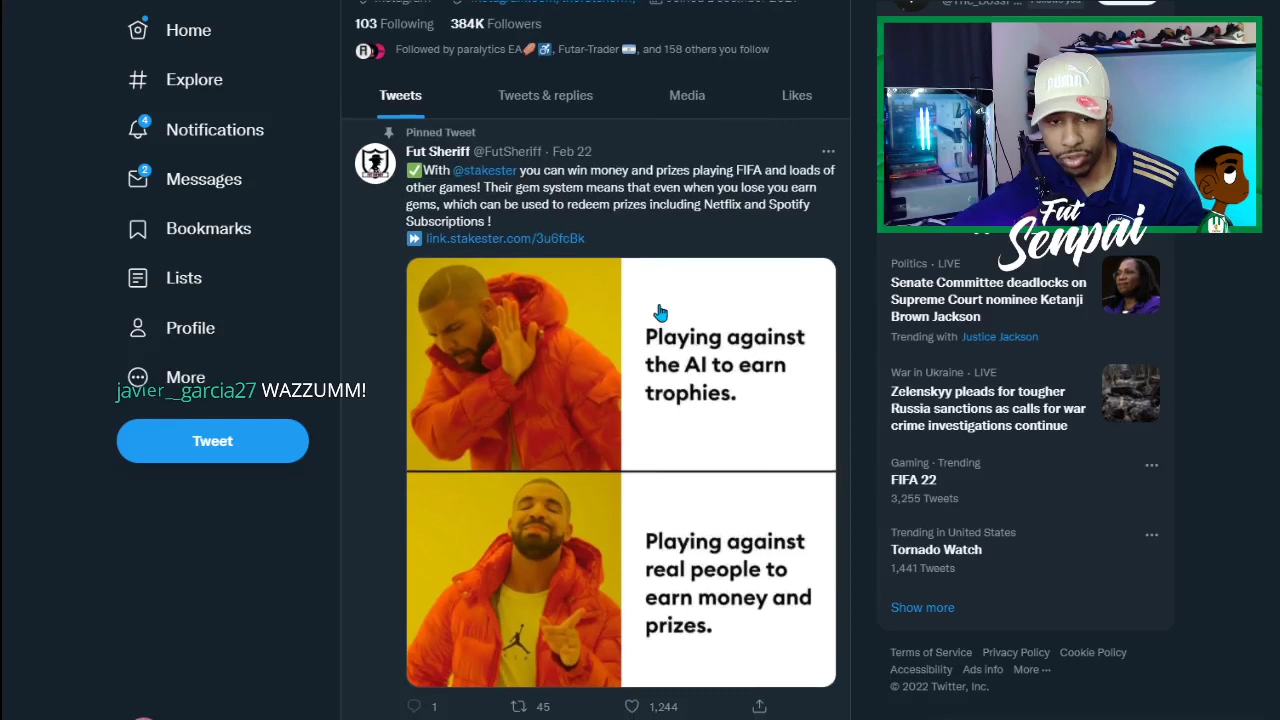 Home
Explore
4
Notifications
2
Messages
Bookmarks
Lists
Profile
More
javier__garcia27 WAZZUMM!
Tweet
103 Following 384K Followers
Followed by paralytics EA, Futar-Trader, and 158 others you follow
Tweets Tweets & replies Media Likes
Pinned Tweet
Fut Sheriff @FutSheriff · Feb 22
✅With @stakester you can win money and prizes playing FIFA and loads of
other games! Their gem system means that even when you lose you earn
gems, which can be used to redeem prizes including Netflix and Spotify
Subscriptions !
⏩ link.stakester.com/3u6fcBk
Playing against
the AI to earn
trophies.
Playing against
real people to
earn money and
prizes.
1 45 1,244
PUMA
Fut
Senpai
Politics · LIVE
Senate Committee deadlocks on
Supreme Court nominee Ketanji
Brown Jackson
Trending with Justice Jackson
War in Ukraine · LIVE
Zelenskyy pleads for tougher
Russia sanctions as calls for war
crime investigations continue
Gaming · Trending
FIFA 22
3,255 Tweets
Trending in United States
Tornado Watch
1,441 Tweets
Show more
Terms of Service Privacy Policy Cookie Policy
Accessibility Ads info More ···
© 2022 Twitter, Inc.